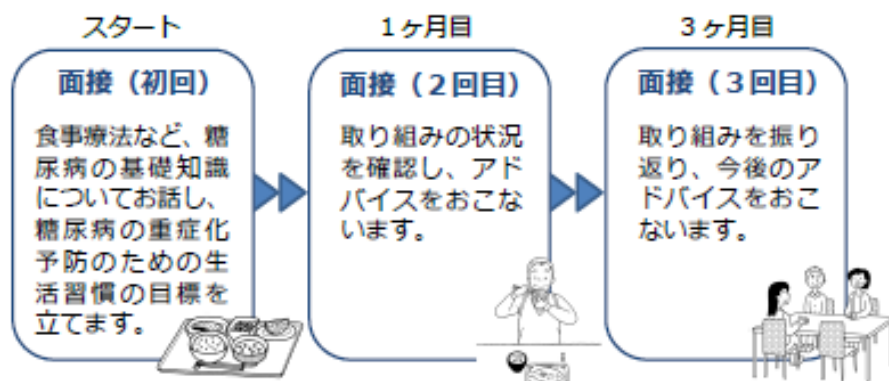 スタート
面接（初回）
食事療法など、糖
尿病の基礎知識
についてお話し、
糖尿病の重症化
予防のための生
活習慣の目標を
立てます。
１ヶ月目
面接（２回目）
取り組みの状況
を確認し、アド
バイスをおこな
います。
３ヶ月目
面接（３回目）
取り組みを振り
返り、今後のア
ドバイスをおこ
ないます。